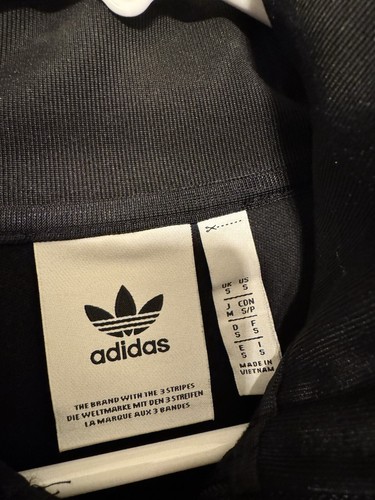 adidas
THE BRAND WITH THE 3 STRIPES
DIE WELTMARKE MIT DEN 3 STREIFEN
LA MARQUE AUX 3 BANDES
UK US
S S
J CDN
M S/P
D F
S S
E I
S S
MADE IN
VIETNAM